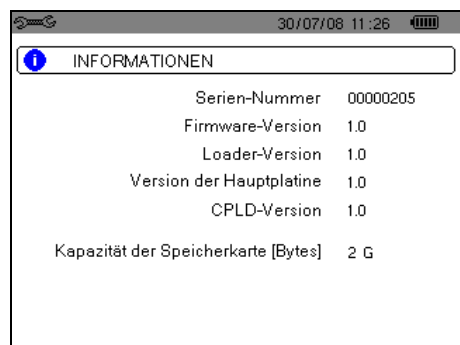 30/07/08 11:26
INFORMATIONEN
Serien-Nummer 00000205
Firmware-Version 1.0
Loader-Version 1.0
Version der Hauptplatine 1.0
CPLD-Version 1.0
Kapazität der Speicherkarte [Bytes] 2 G